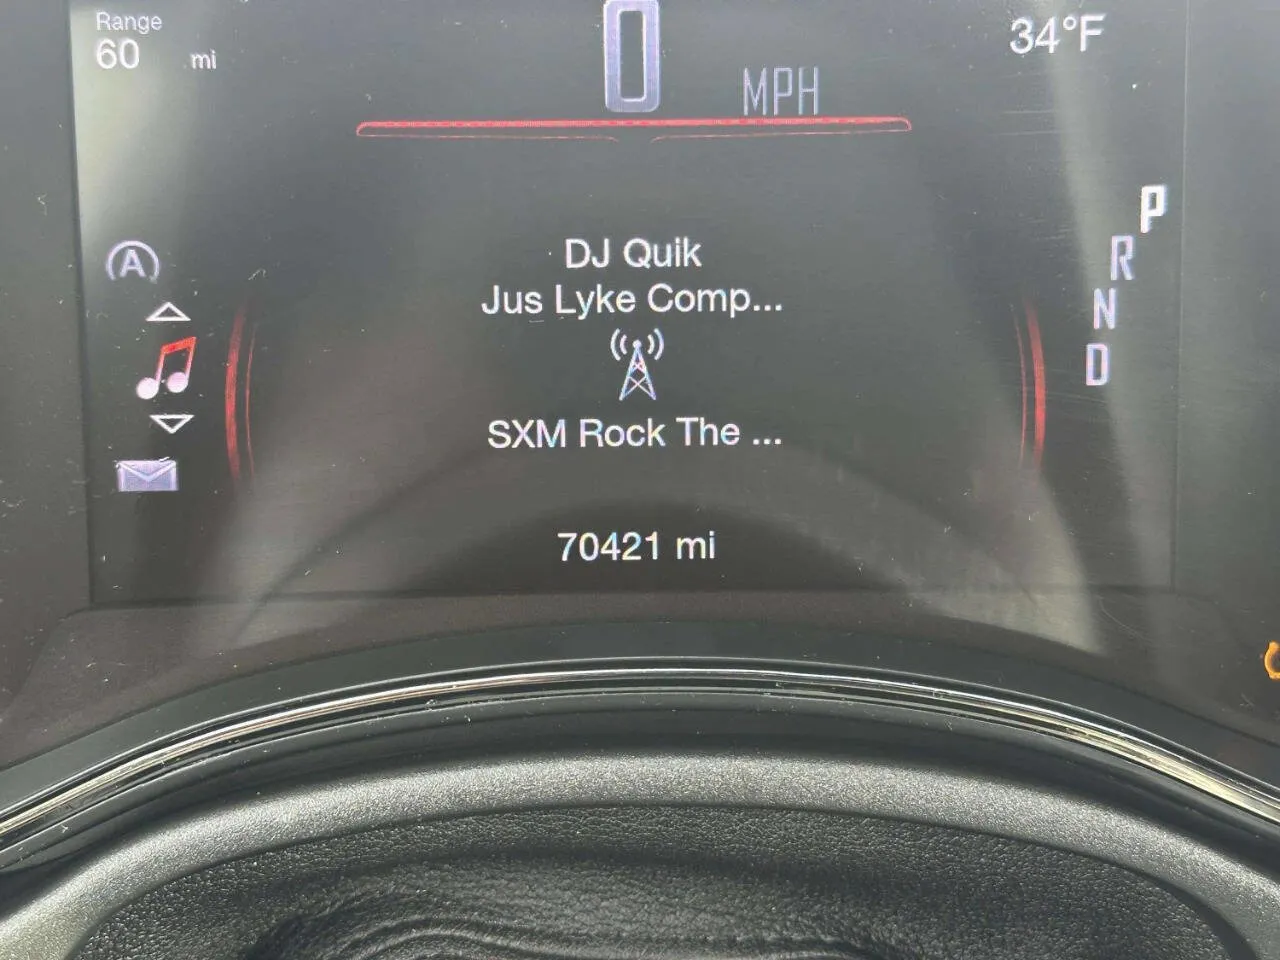 Range
60 mi
0 MPH
34°F
P
R
N
D
A
DJ Quik
Jus Lyke Comp...
SXM Rock The ...
70421 mi